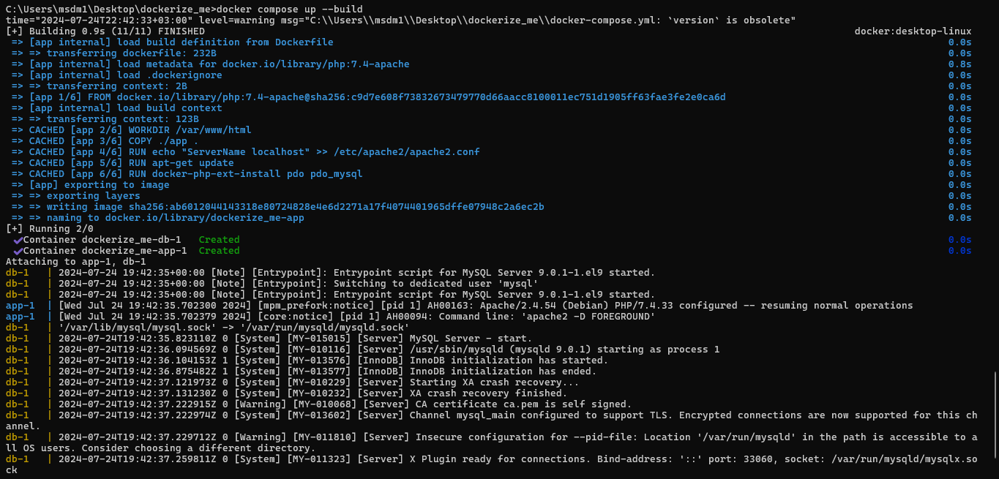 C:\Users\msdm1\Desktop\dockerize_me>docker compose up --build
time="2024-07-24T22:42:33+03:00" level=warning msg="C:\\Users\\msdm1\\Desktop\\dockerize_me\\docker-compose.yml: `version` is obsolete"
[+] Building 0.9s (11/11) FINISHED docker:desktop-linux
=> [app internal] load build definition from Dockerfile 0.0s
=> => transferring dockerfile: 232B 0.0s
=> [app internal] load metadata for docker.io/library/php:7.4-apache 0.8s
=> [app internal] load .dockerignore 0.0s
=> => transferring context: 2B 0.0s
=> [app 1/6] FROM docker.io/library/php:7.4-apache@sha256:c9d7e608f73832673479770d66aacc8100011ec751d1905ff63fae3fe2e0ca6d 0.0s
=> [app internal] load build context 0.0s
=> => transferring context: 123B 0.0s
=> CACHED [app 2/6] WORKDIR /var/www/html 0.0s
=> CACHED [app 3/6] COPY ./app . 0.0s
=> CACHED [app 4/6] RUN echo "ServerName localhost" >> /etc/apache2/apache2.conf 0.0s
=> CACHED [app 5/6] RUN apt-get update 0.0s
=> CACHED [app 6/6] RUN docker-php-ext-install pdo pdo_mysql 0.0s
=> [app] exporting to image 0.0s
=> => exporting layers 0.0s
=> => writing image sha256:ab6012044143318e80724828e4e6d2271a17f4074401965dffe07948c2a6ec2b 0.0s
=> => naming to docker.io/library/dockerize_me-app 0.0s
[+] Running 2/0
✔Container dockerize_me-db-1 Created 0.0s
✔Container dockerize_me-app-1 Created 0.0s
Attaching to app-1, db-1
db-1 | 2024-07-24 19:42:35+00:00 [Note] [Entrypoint]: Entrypoint script for MySQL Server 9.0.1-1.el9 started.
db-1 | 2024-07-24 19:42:35+00:00 [Note] [Entrypoint]: Switching to dedicated user 'mysql'
db-1 | 2024-07-24 19:42:35+00:00 [Note] [Entrypoint]: Entrypoint script for MySQL Server 9.0.1-1.el9 started.
app-1 | [Wed Jul 24 19:42:35.702300 2024] [mpm_prefork:notice] [pid 1] AH00163: Apache/2.4.54 (Debian) PHP/7.4.33 configured -- resuming normal operations
app-1 | [Wed Jul 24 19:42:35.702379 2024] [core:notice] [pid 1] AH00094: Command line: 'apache2 -D FOREGROUND'
db-1 | '/var/lib/mysql/mysql.sock' -> '/var/run/mysqld/mysqld.sock'
db-1 | 2024-07-24T19:42:35.823110Z 0 [System] [MY-015015] [Server] MySQL Server - start.
db-1 | 2024-07-24T19:42:36.094569Z 0 [System] [MY-010116] [Server] /usr/sbin/mysqld (mysqld 9.0.1) starting as process 1
db-1 | 2024-07-24T19:42:36.104153Z 1 [System] [MY-013576] [InnoDB] InnoDB initialization has started.
db-1 | 2024-07-24T19:42:36.875482Z 1 [System] [MY-013577] [InnoDB] InnoDB initialization has ended.
db-1 | 2024-07-24T19:42:37.121973Z 0 [System] [MY-010229] [Server] Starting XA crash recovery...
db-1 | 2024-07-24T19:42:37.131230Z 0 [System] [MY-010232] [Server] XA crash recovery finished.
db-1 | 2024-07-24T19:42:37.222915Z 0 [Warning] [MY-010068] [Server] CA certificate ca.pem is self signed.
db-1 | 2024-07-24T19:42:37.222974Z 0 [System] [MY-013602] [Server] Channel mysql_main configured to support TLS. Encrypted connections are now supported for this ch
annel.
db-1 | 2024-07-24T19:42:37.229712Z 0 [Warning] [MY-011810] [Server] Insecure configuration for --pid-file: Location '/var/run/mysqld' in the path is accessible to a
ll OS users. Consider choosing a different directory.
db-1 | 2024-07-24T19:42:37.259811Z 0 [System] [MY-011323] [Server] X Plugin ready for connections. Bind-address: '::' port: 33060, socket: /var/run/mysqld/mysqlx.so
ck